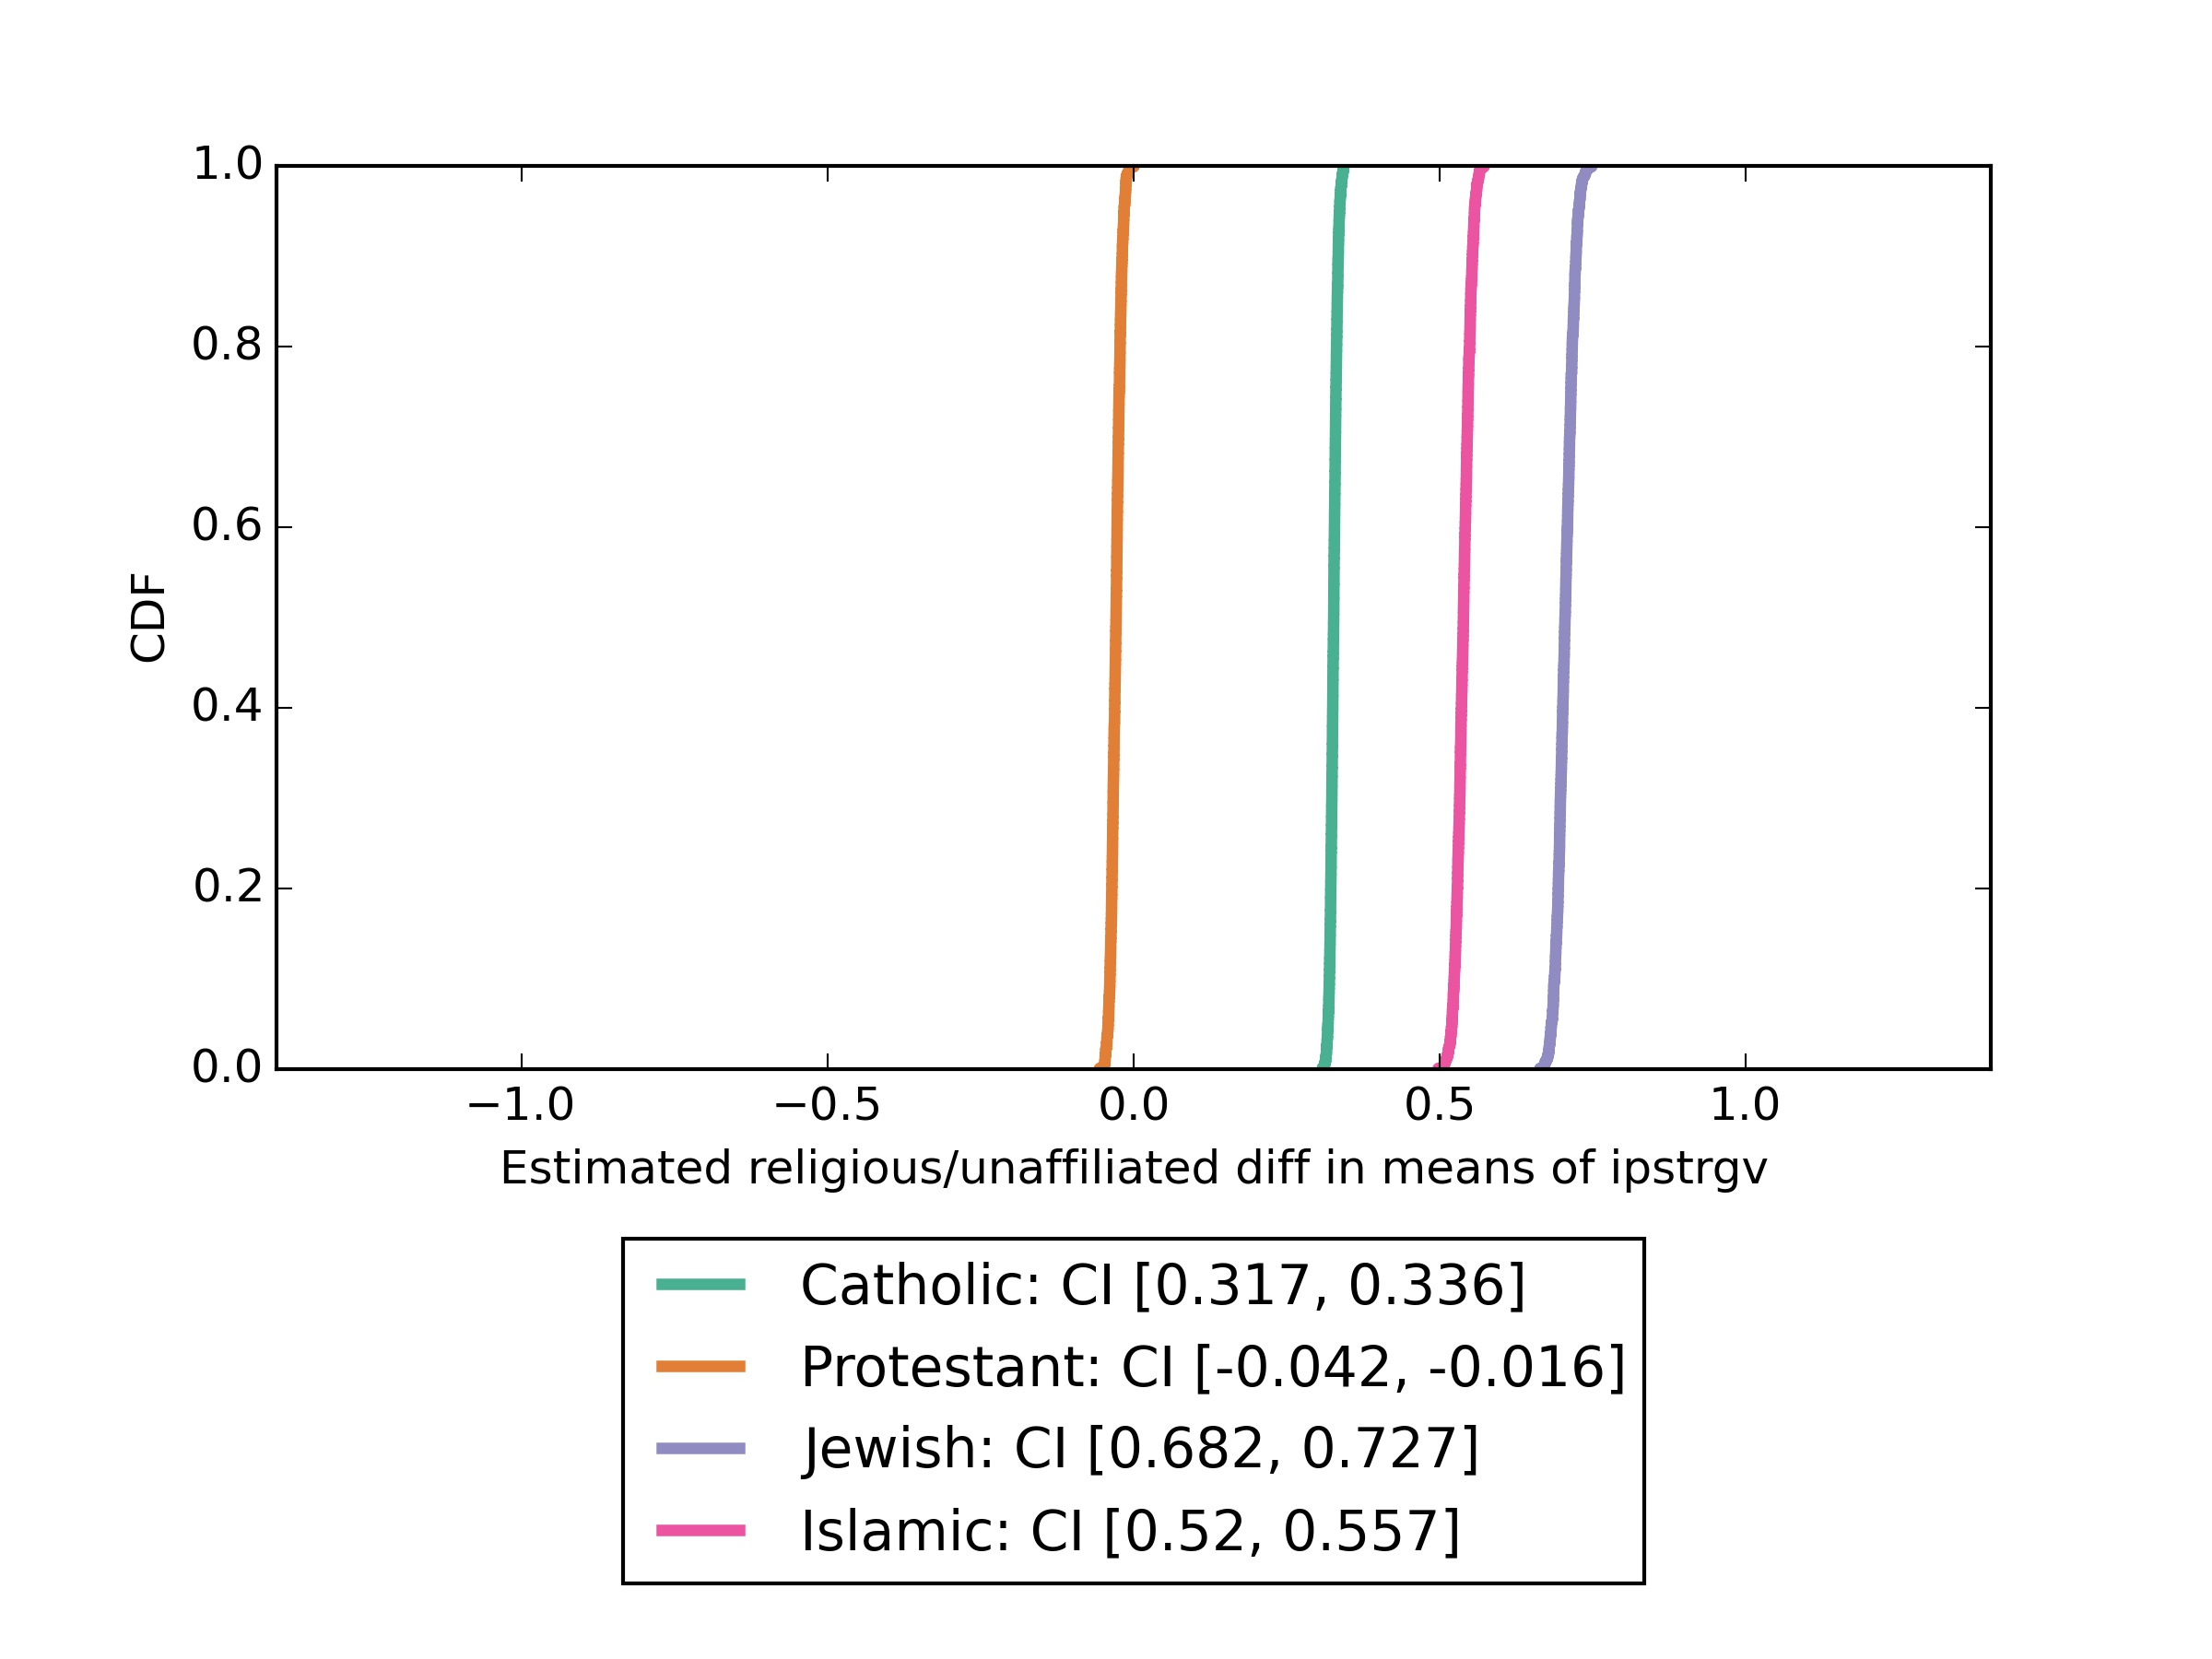 1.0
0.8
0.6
0.4
0.2
0.0
CDF
−1.0 −0.5 0.0 0.5 1.0
Estimated religious/unaffiliated diff in means of ipstrgv
Catholic: CI [0.317, 0.336]
Protestant: CI [-0.042, -0.016]
Jewish: CI [0.682, 0.727]
Islamic: CI [0.52, 0.557]